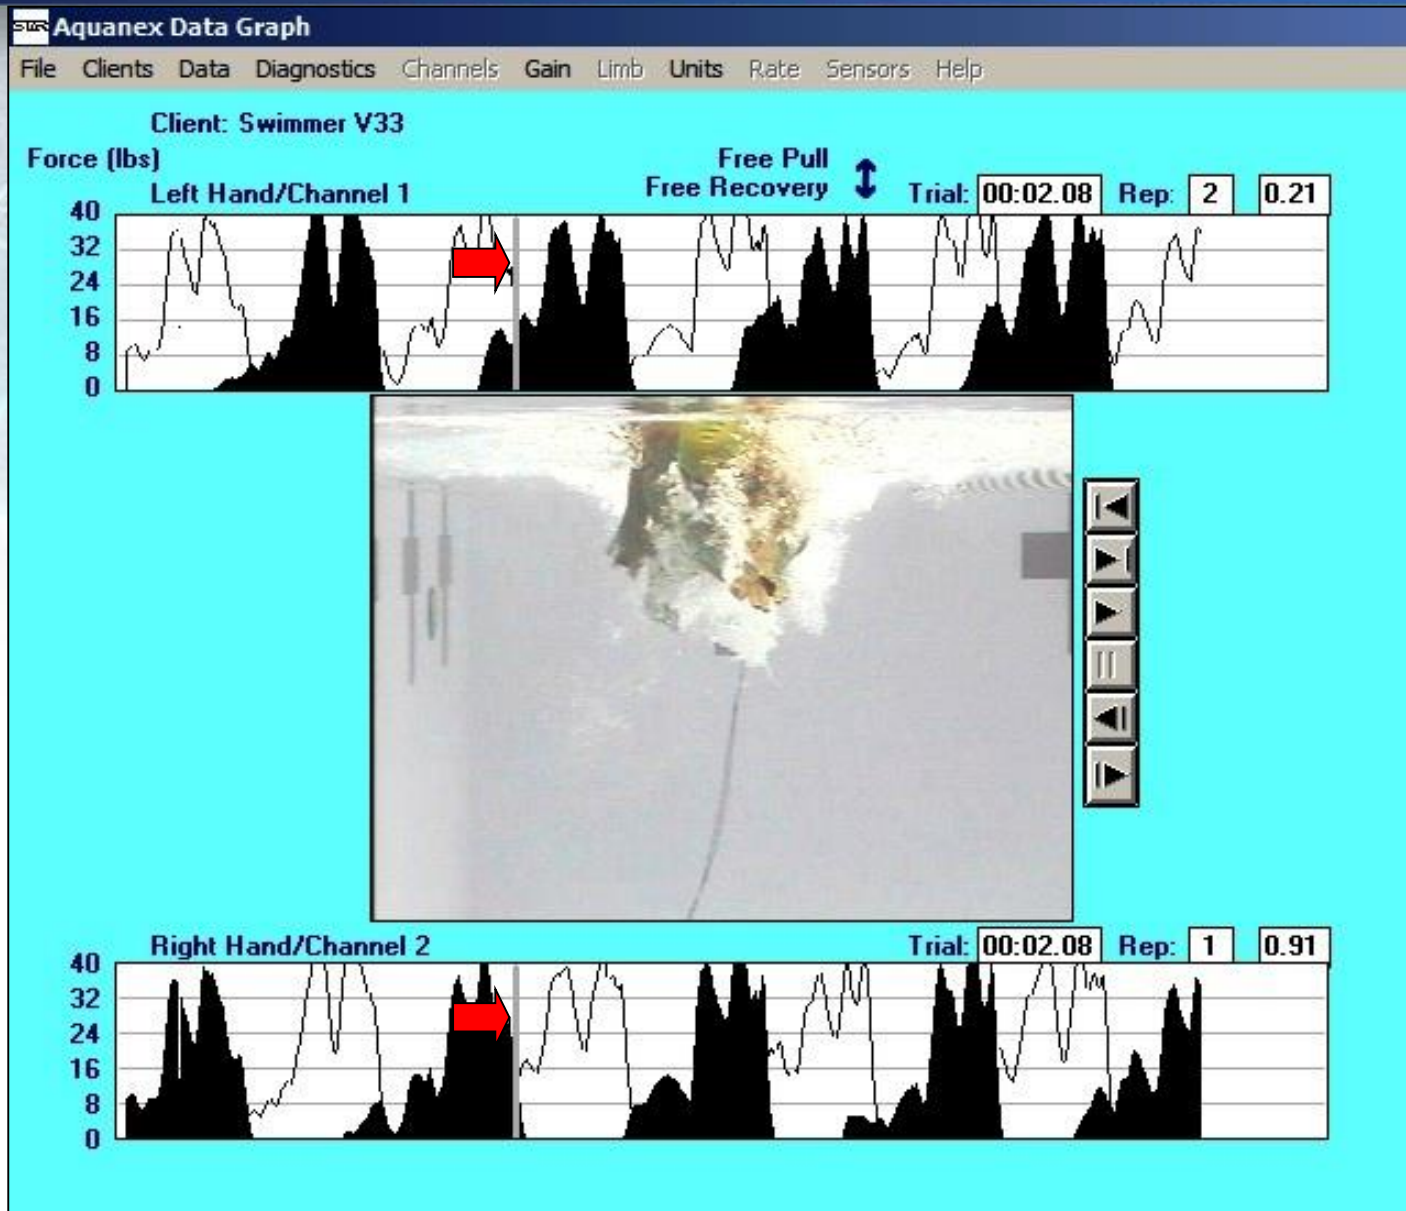 STR Aquanex Data Graph
File Clients Data Diagnostics Channels Gain Limb Units Rate Sensors Help
Client: Swimmer V33
Force (lbs)
Free Pull
Free Recovery
Left Hand/Channel 1
Trial: 00:02.08 Rep: 2 0.21
40
32
24
16
8
0
Right Hand/Channel 2
Trial: 00:02.08 Rep: 1 0.91
40
32
24
16
8
0